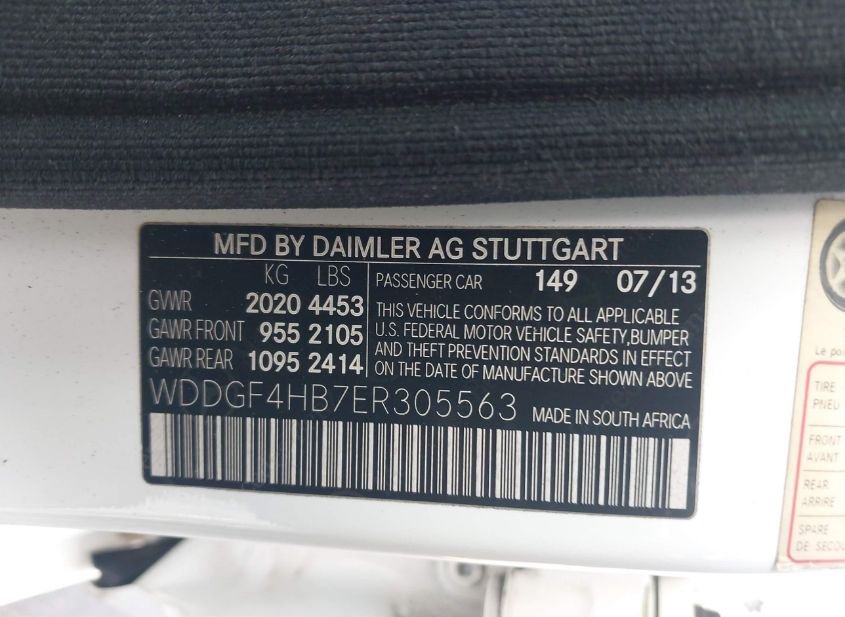 MFD BY DAIMLER AG STUTTGART
KG LBS
GVWR 2020 4453
GAWR FRONT 955 2105
GAWR REAR 1095 2414
PASSENGER CAR 149 07/13
THIS VEHICLE CONFORMS TO ALL APPLICABLE
U.S. FEDERAL MOTOR VEHICLE SAFETY,BUMPER
AND THEFT PREVENTION STANDARDS IN EFFECT
ON THE DATE OF MANUFACTURE SHOWN ABOVE
WDDGF4HB7ER305563 MADE IN SOUTH AFRICA
Le
TIRE
PNEU
FRONT
AVANT
REAR
ARRIERE
SPARE
DE